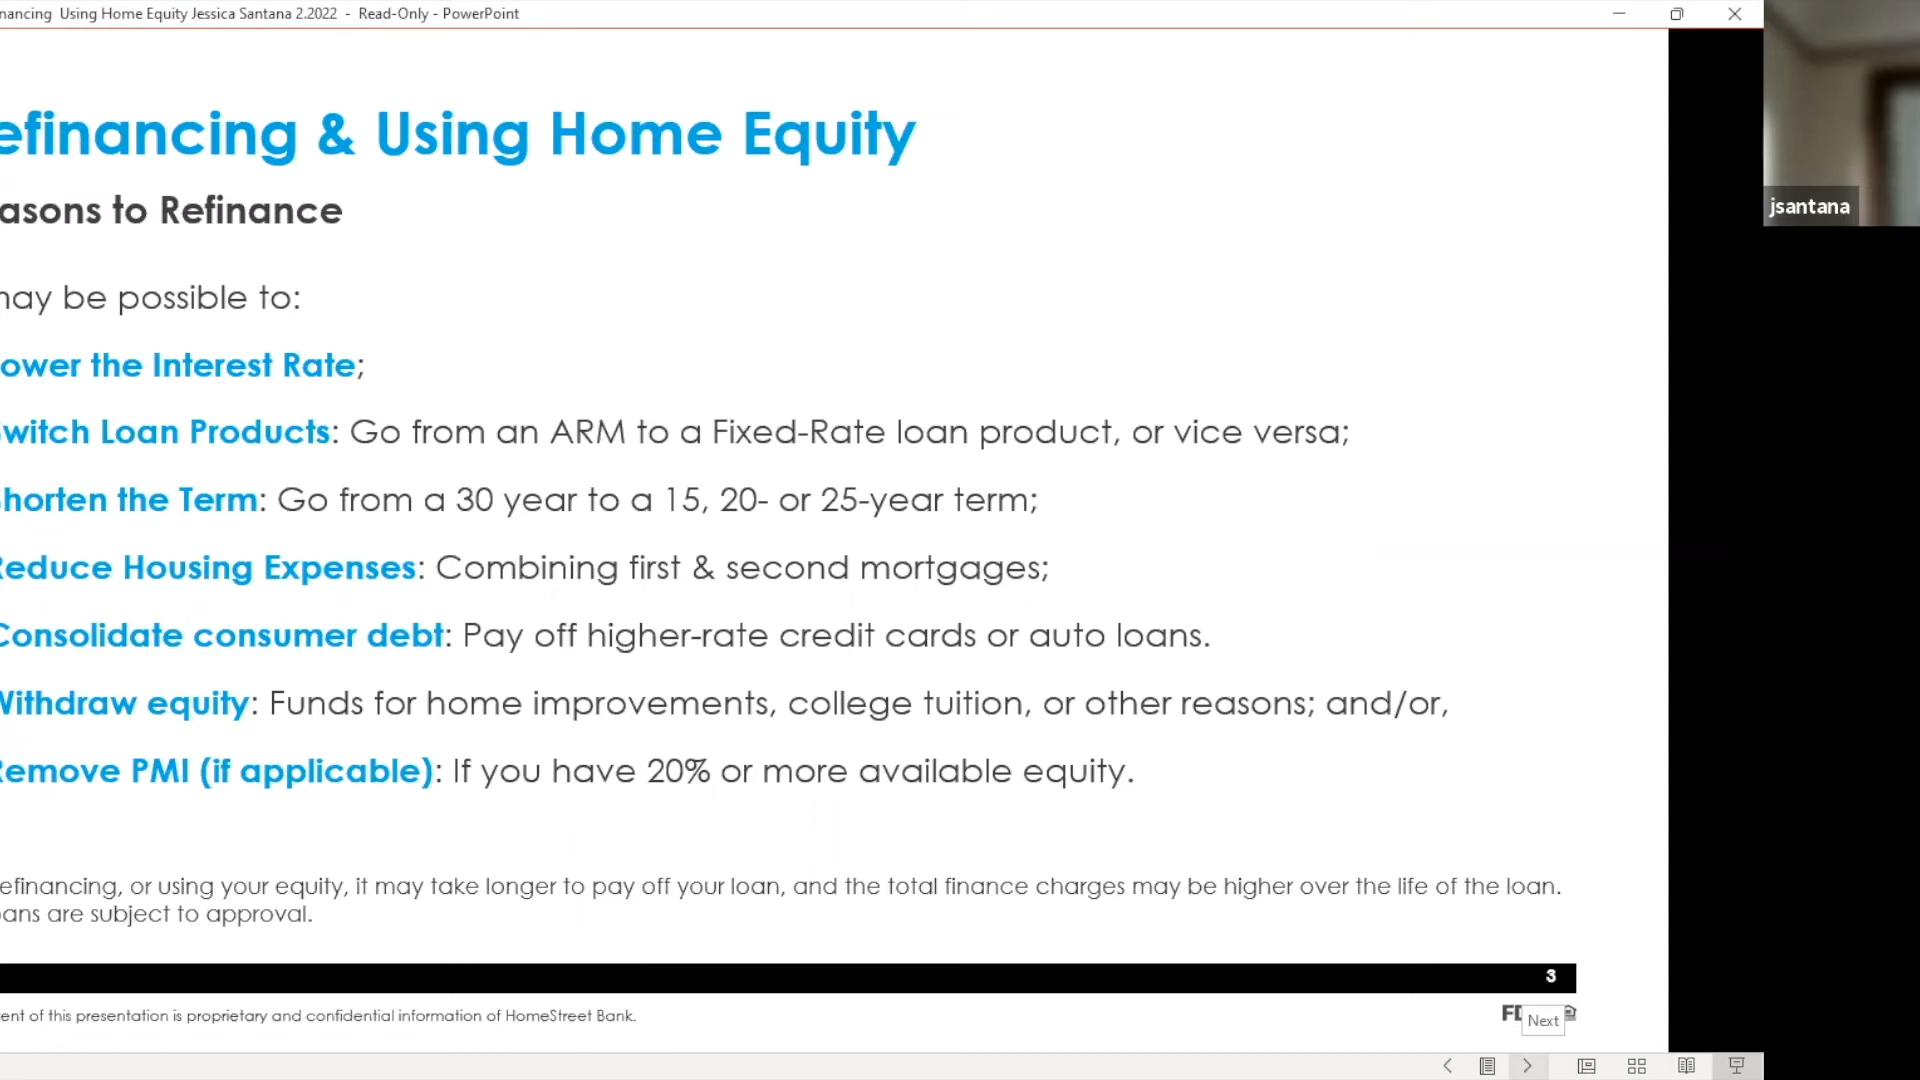 nancing Using Home Equity Jessica Santana 2.2022 - Read-Only - PowerPoint
efinancing & Using Home Equity
jsantana
asons to Refinance
may be possible to:
ower the Interest Rate;
witch Loan Products: Go from an ARM to a Fixed-Rate loan product, or vice versa;
horten the Term: Go from a 30 year to a 15, 20- or 25-year term;
Reduce Housing Expenses: Combining first & second mortgages;
Consolidate consumer debt: Pay off higher-rate credit cards or auto loans.
Withdraw equity: Funds for home improvements, college tuition, or other reasons; and/or,
Remove PMI (if applicable): If you have 20% or more available equity.
efinancing, or using your equity, it may take longer to pay off your loan, and the total finance charges may be higher over the life of the loan.
oans are subject to approval.
3
ent of this presentation is proprietary and confidential information of HomeStreet Bank.
Next